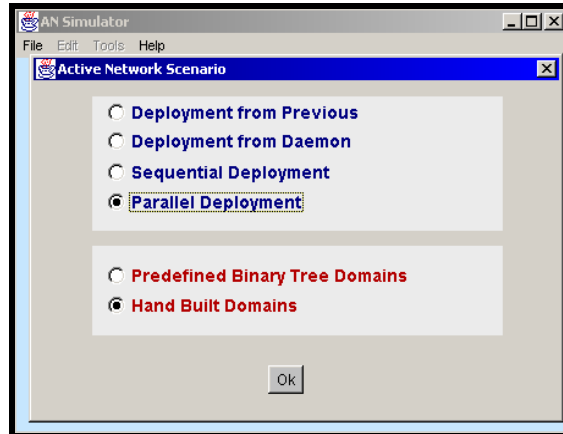 AN Simulator
File Edit Tools Help
Active Network Scenario
Deployment from Previous
Deployment from Daemon
Sequential Deployment
Parallel Deployment
Predefined Binary Tree Domains
Hand Built Domains
Ok